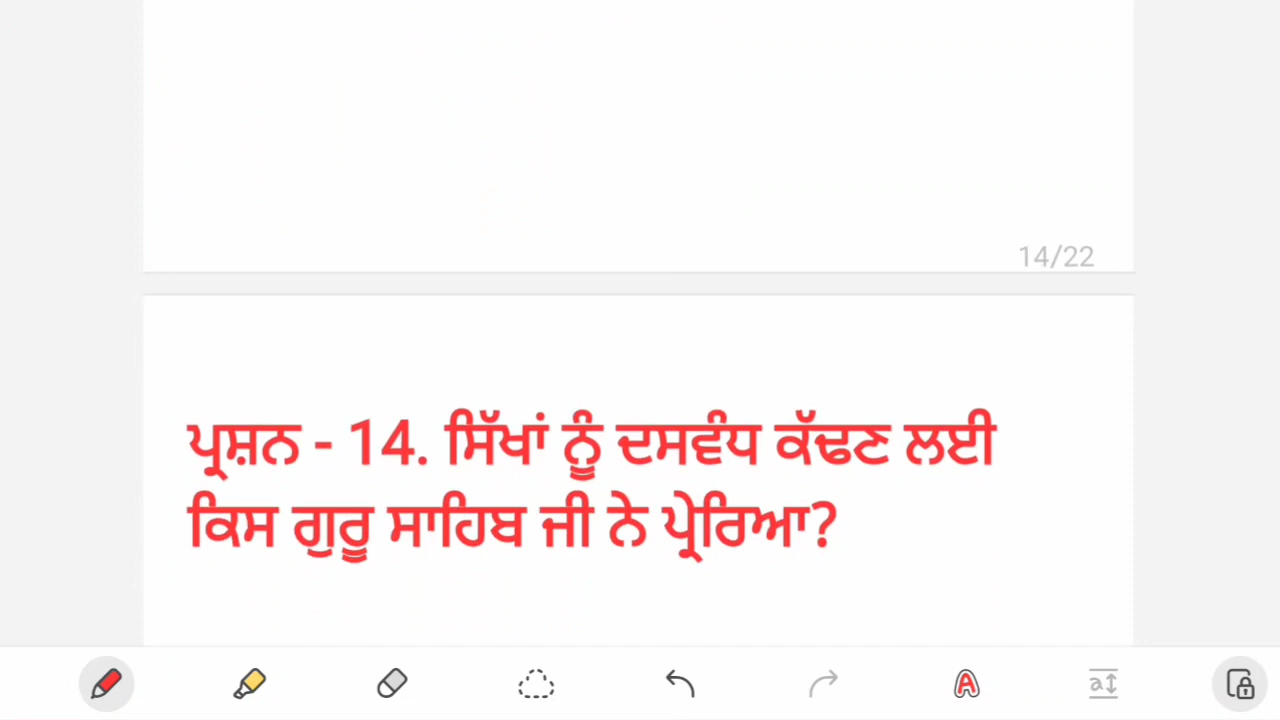 14/22
ਪ੍ਰਸ਼ਨ - 14. ਸਿੱਖਾਂ ਨੂੰ ਦਸਵੰਧ ਕੱਢਣ ਲਈ
ਕਿਸ ਗੁਰੂ ਸਾਹਿਬ ਜੀ ਨੇ ਪ੍ਰੇਰਿਆ?
A a